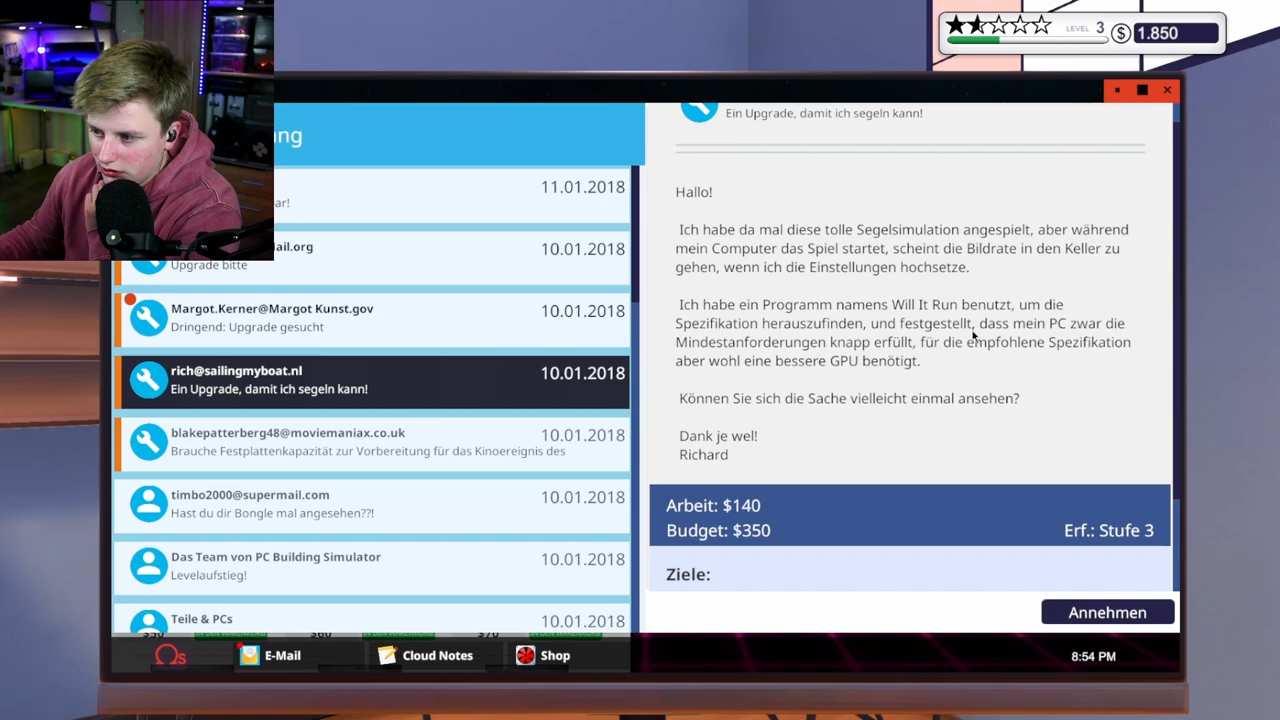 LEVEL 3
$ 1.850
ng
11.01.2018
ar!
ail.org
10.01.2018
Upgrade bitte
Margot.Kerner@Margot Kunst.gov
10.01.2018
Dringend: Upgrade gesucht
rich@sailingmyboat.nl
10.01.2018
Ein Upgrade, damit ich segeln kann!
blakepatterberg48@moviemaniax.co.uk
10.01.2018
Brauche Festplattenkapazität zur Vorbereitung für das Kinoereignis des
timbo2000@supermail.com
10.01.2018
Hast du dir Bongle mal angesehen??!
Das Team von PC Building Simulator
10.01.2018
Levelaufstieg!
Teile & PCs
10.01.2018
Ein Upgrade, damit ich segeln kann!
Hallo!
Ich habe da mal diese tolle Segelsimulation angespielt, aber während
mein Computer das Spiel startet, scheint die Bildrate in den Keller zu
gehen, wenn ich die Einstellungen hochsetze.
Ich habe ein Programm namens Will It Run benutzt, um die
Spezifikation herauszufinden, und festgestellt, dass mein PC zwar die
Mindestanforderungen knapp erfüllt, für die empfohlene Spezifikation
aber wohl eine bessere GPU benötigt.
Können Sie sich die Sache vielleicht einmal ansehen?
Dank je wel!
Richard
Arbeit: $140
Budget: $350
Erf.: Stufe 3
Ziele:
Annehmen
E-Mail
Cloud Notes
Shop
8:54 PM